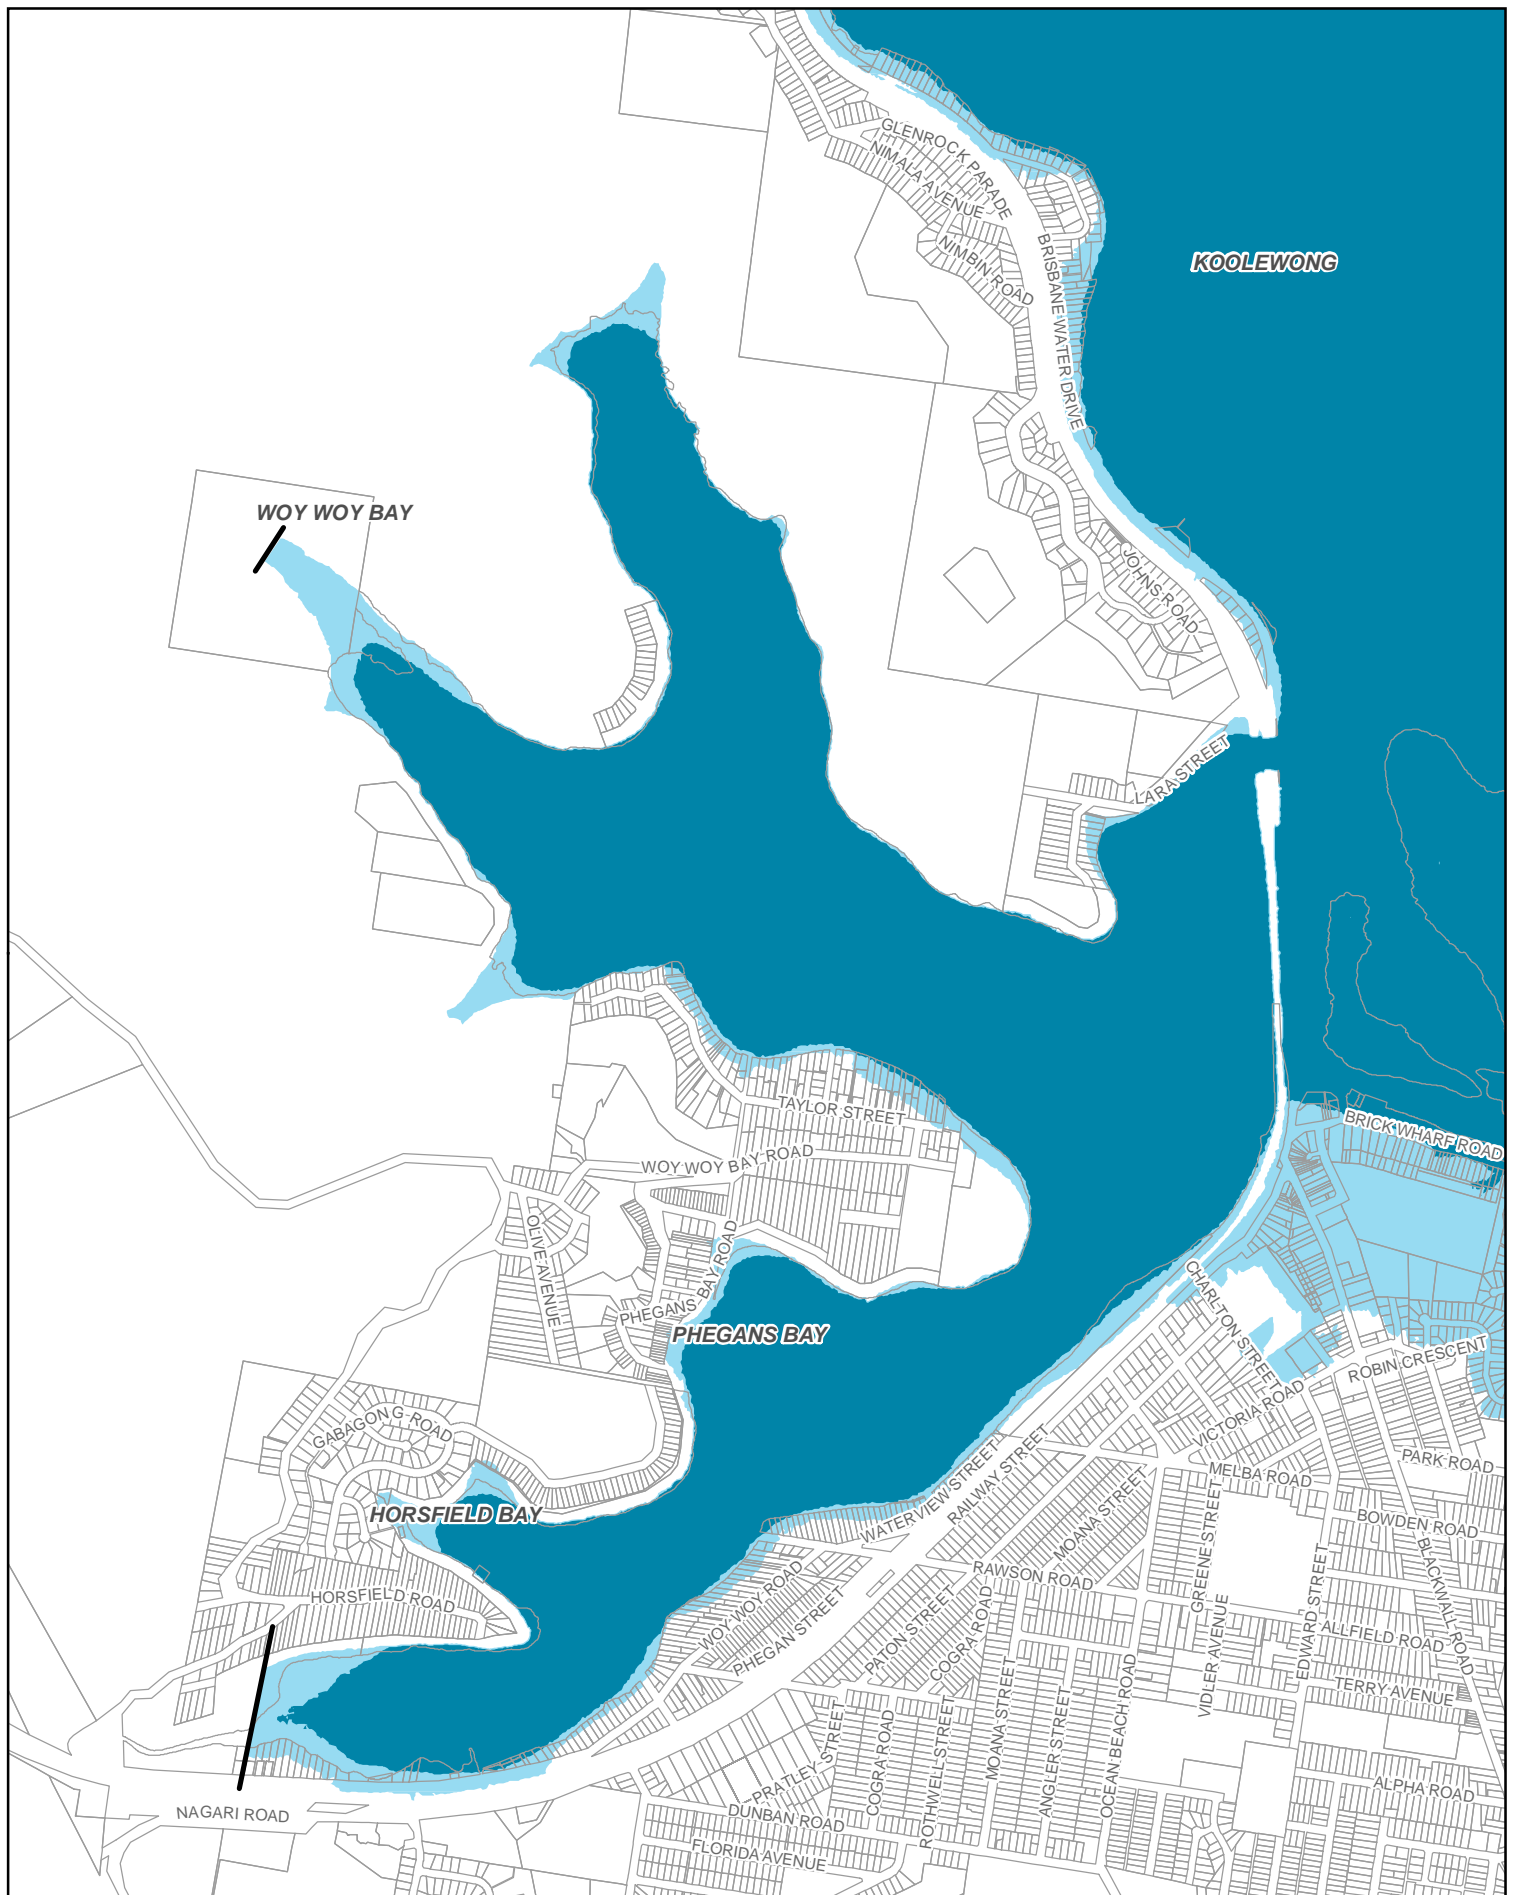 GLENROCK PARADE
NIMALA AVENUE
NIMBIN ROAD
BRISBANE WATER DRIVE
KOOLEWONG
WOY WOY BAY
JOHNS ROAD
LARA STREET
TAYLOR STREET
BRICK WHARF ROAD
WOY WOY BAY ROAD
OLIVE AVENUE
PHEGANS BAY ROAD
PHEGANS BAY
CHARLTON STREET
ROBIN CRESCENT
VICTORIA ROAD
GABAGONG ROAD
PARK ROAD
MELBA ROAD
HORSFIELD BAY
WATERVIEW STREET
RAILWAY STREET
MOANA STREET
GREENE STREET
BOWDEN ROAD
BLACKWALL ROAD
RAWSON ROAD
HORSFIELD ROAD
WOY WOY ROAD
PHEGAN STREET
PATON STREET
COGRA ROAD
VIDLER AVENUE
EDWARD STREET
ALLFIELD ROAD
TERRY AVENUE
PRATLEY STREET
COGRA ROAD
ROTHWELL STREET
MOANA STREET
ANGLER STREET
OCEAN BEACH ROAD
ALPHA ROAD
NAGARI ROAD
DUNBAN ROAD
FLORIDA AVENUE